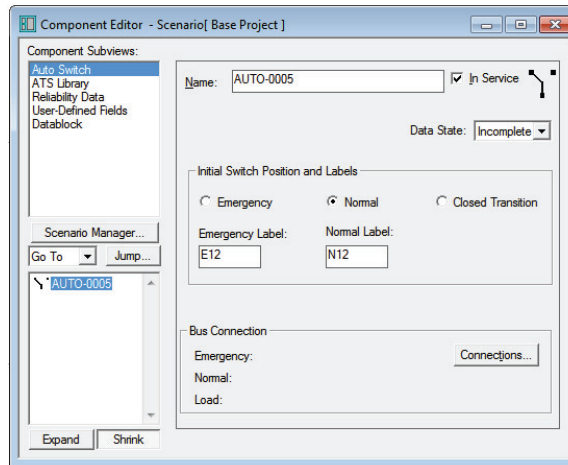 Component Editor - Scenario[ Base Project ]
Component Subviews:
Auto Switch
ATS Library
Reliability Data
User-Defined Fields
Datablock
Scenario Manager...
Go To
Jump...
AUTO-0005
Expand
Shrink
Name:
AUTO-0005
In Service
Data State:
Incomplete
Initial Switch Position and Labels
Emergency
Normal
Closed Transition
Emergency Label:
Normal Label:
E12
N12
Bus Connection
Emergency:
Connections...
Normal:
Load: